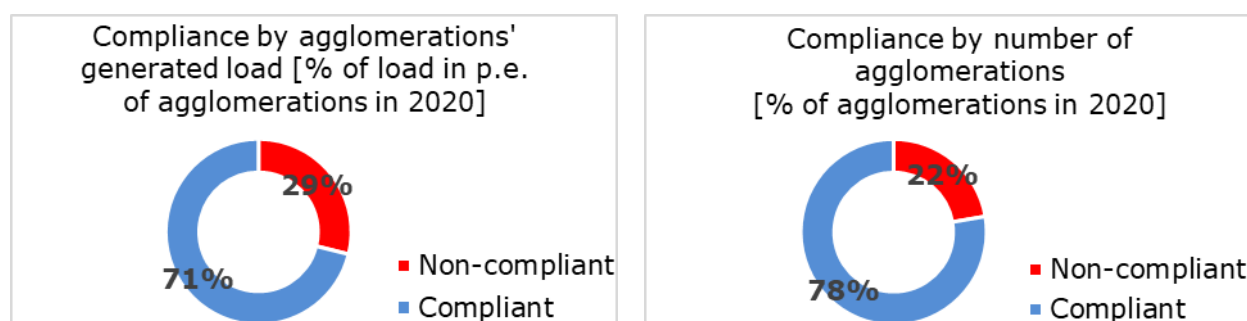 Compliance by agglomerations'
generated load [% of load in p.e.
of agglomerations in 2020]
29%
71%
Non-compliant
Compliant
Compliance by number of
agglomerations
[% of agglomerations in 2020]
22%
78%
Non-compliant
Compliant